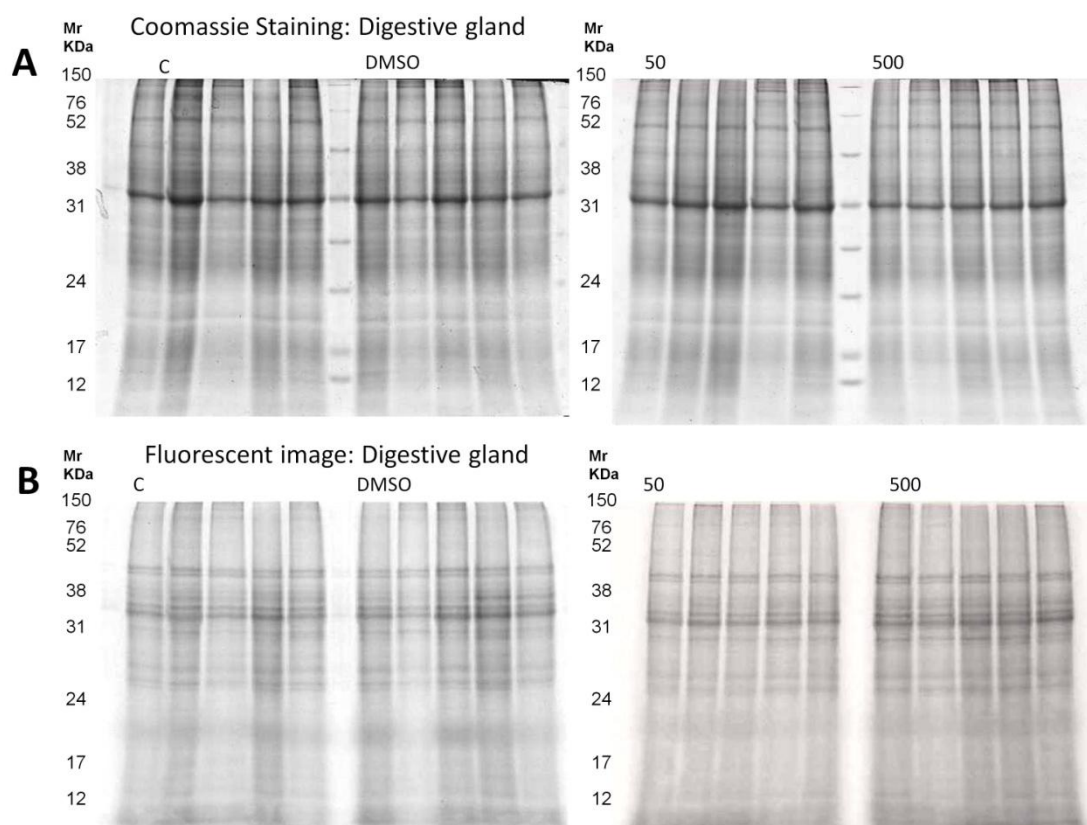 A
Coomassie Staining: Digestive gland
Mr
KDa
C
DMSO
150
76
52
38
31
24
17
12
Mr
KDa
50
500
150
76
52
38
31
24
17
12
B
Fluorescent image: Digestive gland
Mr
KDa
C
DMSO
150
76
52
38
31
24
17
12
Mr
KDa
50
500
150
76
52
38
31
24
17
12